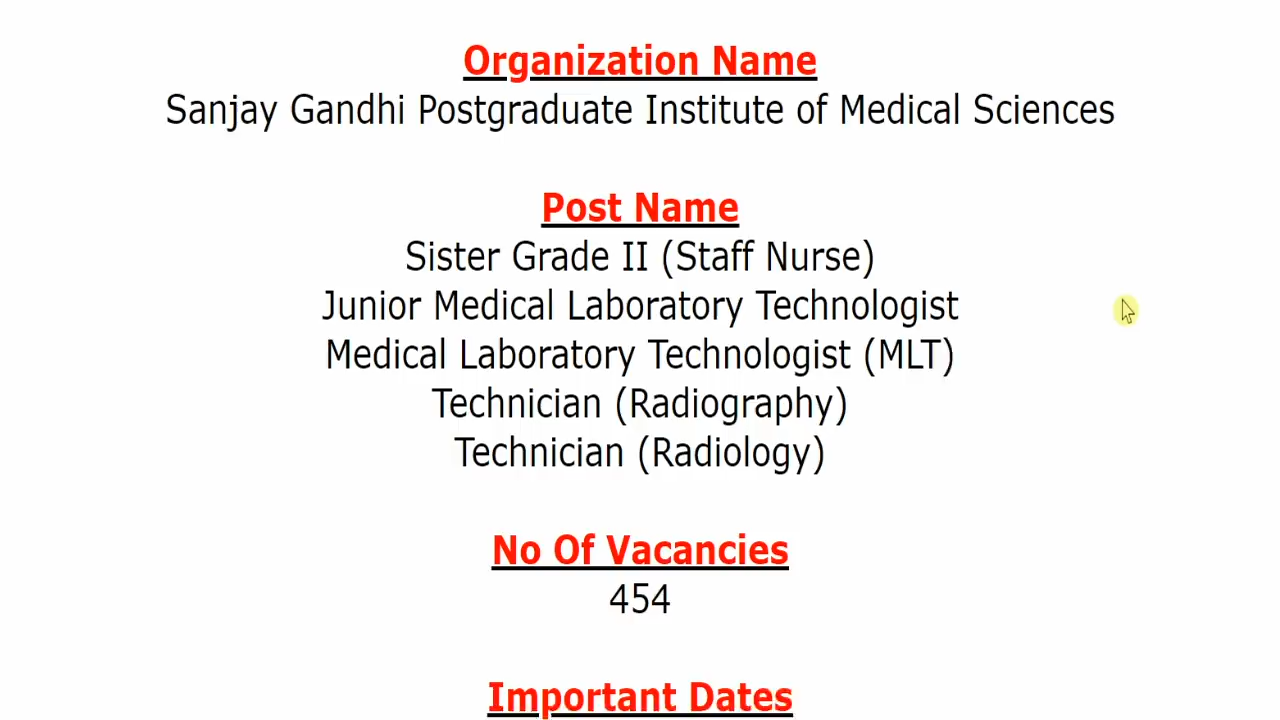 Organization Name
Sanjay Gandhi Postgraduate Institute of Medical Sciences
Post Name
Sister Grade II (Staff Nurse)
Junior Medical Laboratory Technologist
Medical Laboratory Technologist (MLT)
Technician (Radiography)
Technician (Radiology)
No Of Vacancies
454
Important Dates